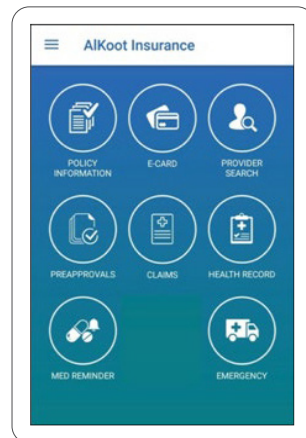 AlKoot Insurance
POLICY
INFORMATION
E-CARD
PROVIDER
SEARCH
PREAPPROVALS
CLAIMS
HEALTH RECORD
MED REMINDER
EMERGENCY